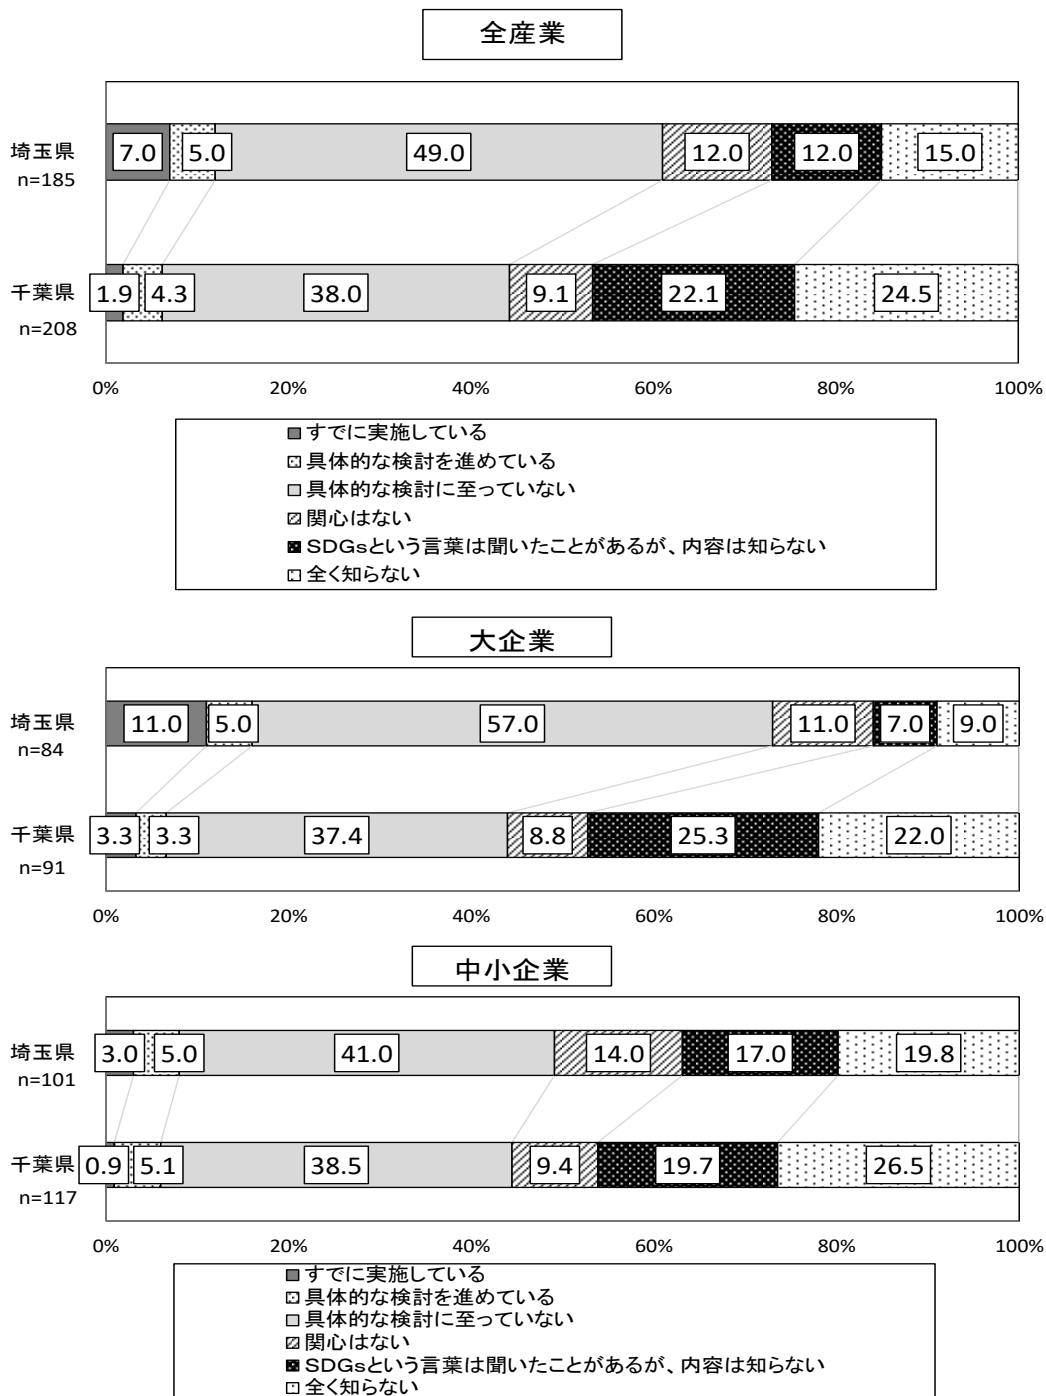 全産業
埼玉県
n=185
7.0 5.0 49.0 12.0 12.0 15.0
千葉県
n=208
1.9 4.3 38.0 9.1 22.1 24.5
0% 20% 40% 60% 80% 100%
■すでに実施している
具体的な検討を進めている
具体的な検討に至っていない
関心はない
SDGsという言葉は聞いたことがあるが、内容は知らない
全く知らない
大企業
埼玉県
n=84
11.0 5.0 57.0 11.0 7.0 9.0
千葉県
n=91
3.3 3.3 37.4 8.8 25.3 22.0
0% 20% 40% 60% 80% 100%
中小企業
埼玉県
n=101
3.0 5.0 41.0 14.0 17.0 19.8
千葉県
n=117
0.9 5.1 38.5 9.4 19.7 26.5
0% 20% 40% 60% 80% 100%
すでに実施している
具体的な検討を進めている
具体的な検討に至っていない
関心はない
SDGsという言葉は聞いたことがあるが、内容は知らない
全く知らない